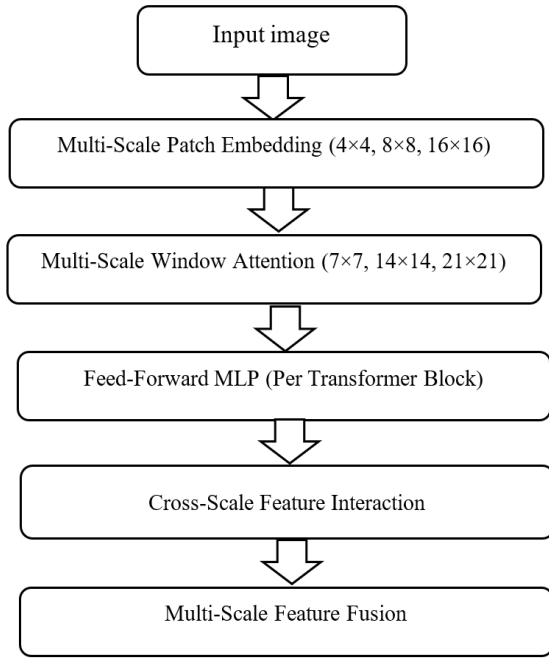 Input image
Multi-Scale Patch Embedding (4×4, 8×8, 16×16)
Multi-Scale Window Attention (7×7, 14×14, 21×21)
Feed-Forward MLP (Per Transformer Block)
Cross-Scale Feature Interaction
Multi-Scale Feature Fusion